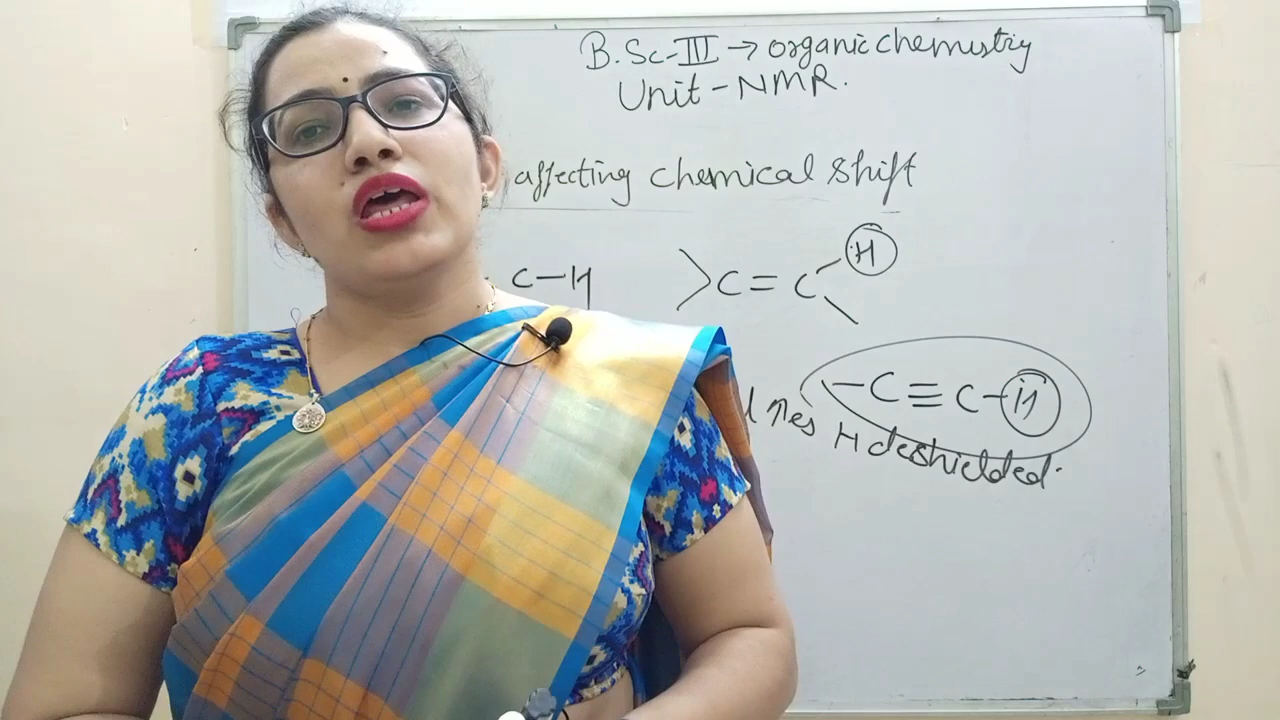 B.Sc-III → organic chemistry
Unit - NMR.
affecting chemical shift
C-H >C=C H
-C≡C-H
H deshielded.